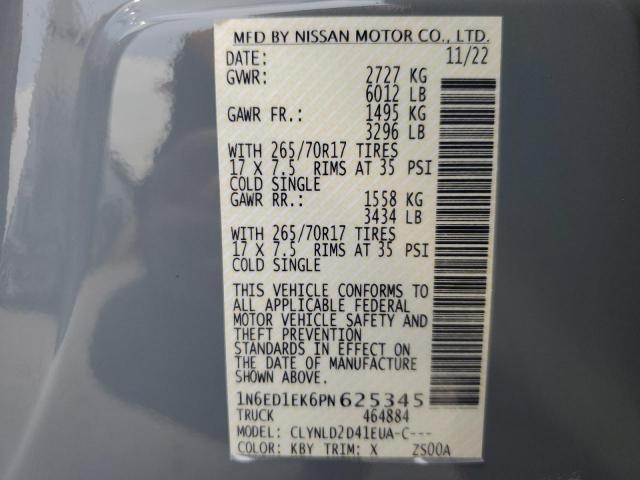 MFD BY NISSAN MOTOR CO., LTD.
DATE: 11/22
GVWR: 2727 KG
6012 LB
GAWR FR.: 1495 KG
3296 LB
WITH 265/70R17 TIRES
17 X 7.5 RIMS AT 35 PSI
COLD SINGLE
GAWR RR.: 1558 KG
3434 LB
WITH 265/70R17 TIRES
17 X 7.5 RIMS AT 35 PSI
COLD SINGLE
THIS VEHICLE CONFORMS TO
ALL APPLICABLE FEDERAL
MOTOR VEHICLE SAFETY AND
THEFT PREVENTION
STANDARDS IN EFFECT ON
THE DATE OF MANUFACTURE
SHOWN ABOVE.
1N6ED1EK6PN625345
TRUCK 464884
MODEL: CLYNLD2D41EUA-C---
COLOR: KBY TRIM: X ZS00A